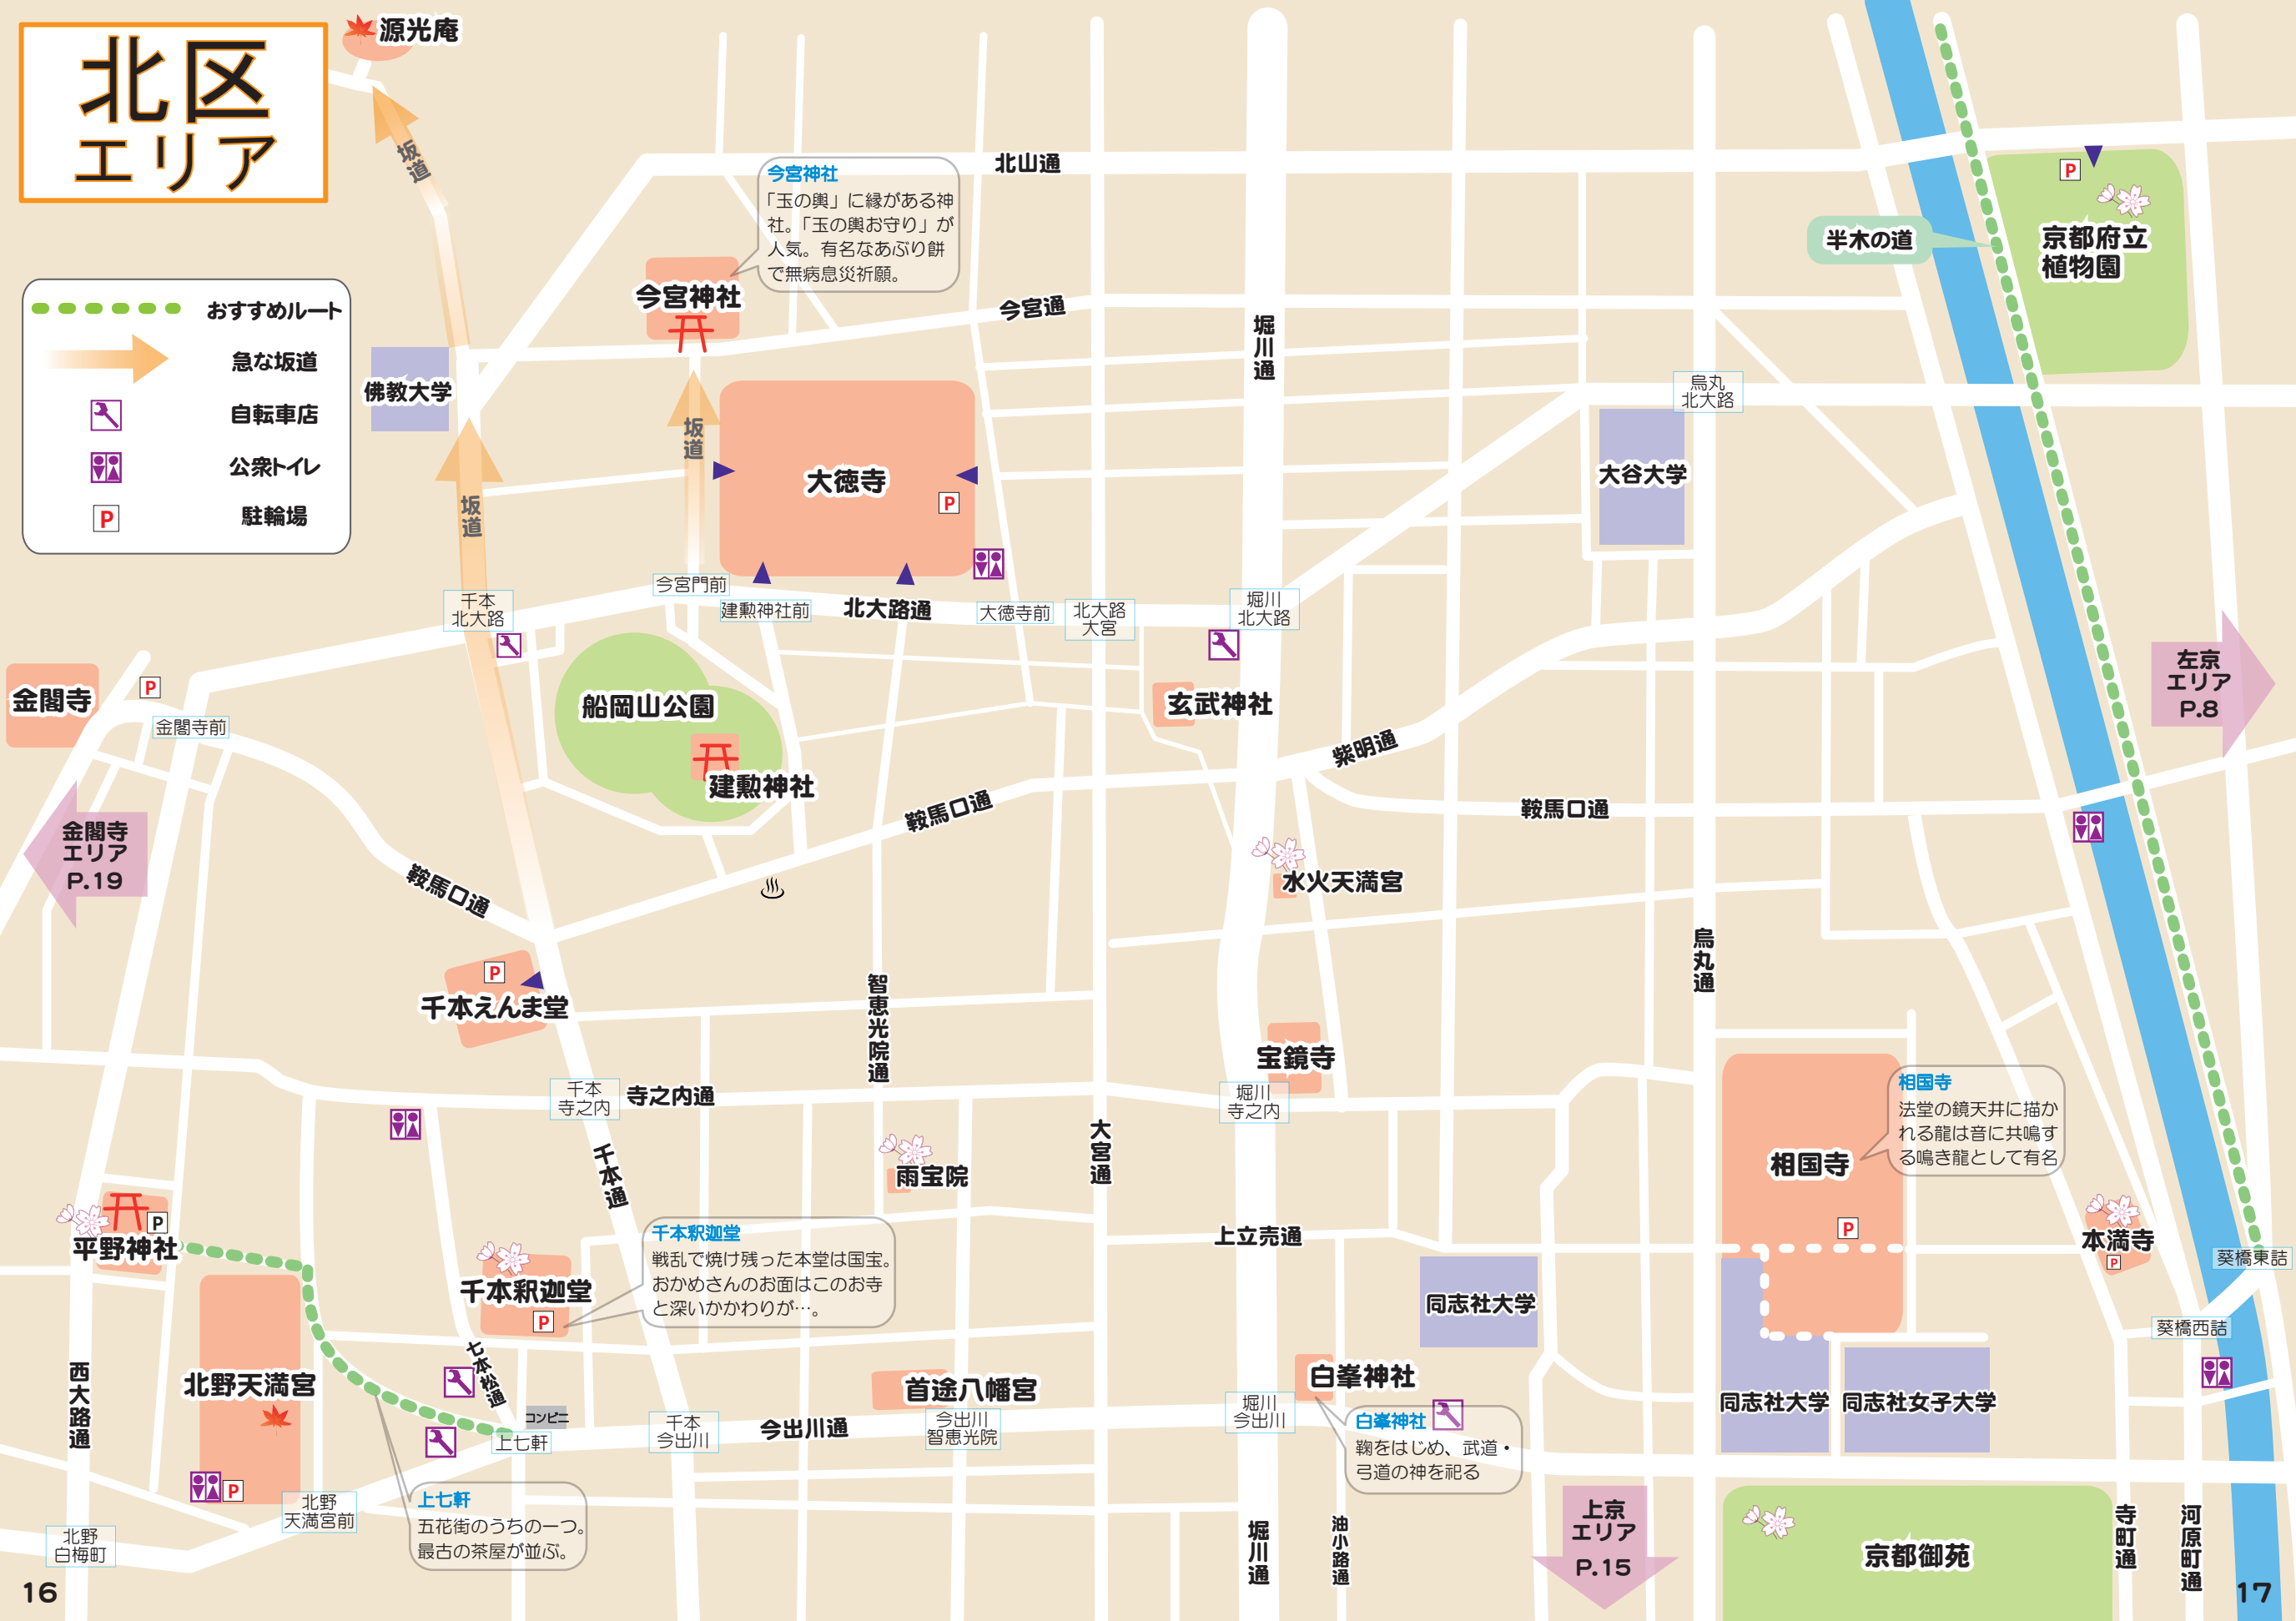 北区
エリア
源光庵
坂道
北山通
今宮神社
「玉の輿」に縁がある神
社。「玉の輿お守り」が
人気。有名なあぶり餅
で無病息災祈願。
P
半木の道
京都府立
植物園
おすすめルート
急な坂道
自転車店
公衆トイレ
P
駐輪場
今宮神社
今宮通
堀川通
佛教大学
烏丸
北大路
坂道
坂道
大徳寺
P
大谷大学
千本
北大路
今宮門前
建勲神社前
北大路通
大徳寺前
北大路
大宮
堀川
北大路
金閣寺
P
金閣寺前
船岡山公園
建勲神社
玄武神社
紫明通
左京
エリア
P.8
金閣寺
エリア
P.19
鞍馬口通
鞍馬口通
鞍馬口通
水火天満宮
烏丸通
P
千本えんま堂
智恵光院通
宝鏡寺
千本
寺之内
寺之内通
堀川
寺之内
大宮通
千本通
雨宝院
相国寺
法堂の鏡天井に描か
れる龍は音に共鳴す
る鳴き龍として有名
相国寺
P
P
平野神社
千本釈迦堂
戦乱で焼け残った本堂は国宝。
おかめさんのお面はこのお寺
と深いかかわりが…。
千本釈迦堂
P
上立売通
本満寺
P
葵橋東詰
葵橋西詰
同志社大学
西大路通
北野天満宮
七本松通
コンビニ
上七軒
千本
今出川
今出川通
首途八幡宮
今出川
智恵光院
堀川
今出川
白峯神社
白峯神社
鞠をはじめ、武道・
弓道の神を祀る
同志社大学
同志社女子大学
P
北野
天満宮前
上七軒
五花街のうちの一つ。
最古の茶屋が並ぶ。
北野
白梅町
堀川通
油小路通
上京
エリア
P.15
京都御苑
寺町通
河原町通
16
17